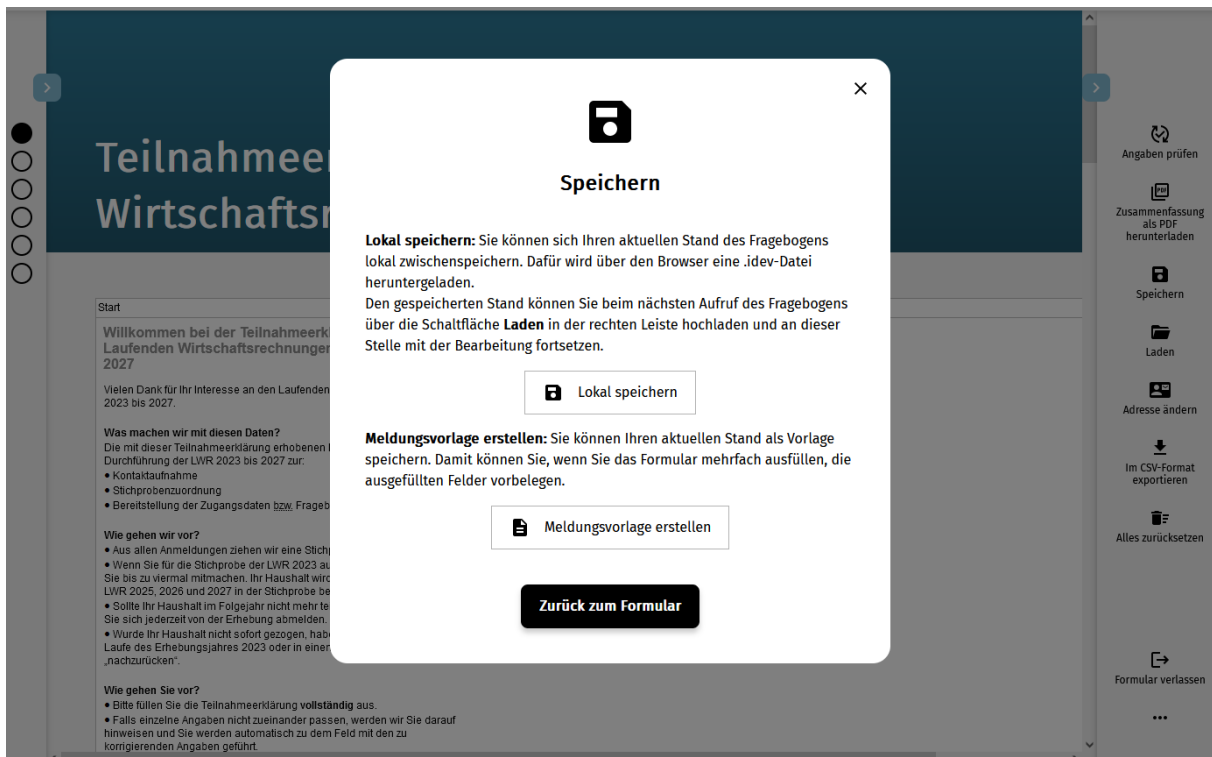 Teilnahmee
Wirtschafts
Speichern
Lokal speichern: Sie können sich Ihren aktuellen Stand des Fragebogens
lokal zwischenspeichern. Dafür wird über den Browser eine .idev-Datei
heruntergeladen.
Den gespeicherten Stand können Sie beim nächsten Aufruf des Fragebogens
über die Schaltfläche Laden in der rechten Leiste hochladen und an dieser
Stelle mit der Bearbeitung fortsetzen.
Lokal speichern
Meldungsvorlage erstellen: Sie können Ihren aktuellen Stand als Vorlage
speichern. Damit können Sie, wenn Sie das Formular mehrfach ausfüllen, die
ausgefüllten Felder vorbelegen.
Meldungsvorlage erstellen
Zurück zum Formular
Start
Willkommen bei der Teilnahmeerk
Laufenden Wirtschaftsrechnunge
2027
Vielen Dank für Ihr Interesse an den Laufenden
2023 bis 2027.
Was machen wir mit diesen Daten?
Die mit dieser Teilnahmeerklärung erhobenen
Durchführung der LWR 2023 bis 2027 zur:
• Kontaktaufnahme
• Stichprobenzuordnung
• Bereitstellung der Zugangsdaten bzw. Frageb
Wie gehen wir vor?
• Aus allen Anmeldungen ziehen wir eine Stich
• Wenn Sie für die Stichprobe der LWR 2023 au
Sie bis zu viermal mitmachen. Ihr Haushalt wird
LWR 2025, 2026 und 2027 in der Stichprobe be
• Sollte Ihr Haushalt im Folgejahr nicht mehr te
Sie sich jederzeit von der Erhebung abmelden.
• Wurde Ihr Haushalt nicht sofort gezogen, hab
Laufe des Erhebungsjahres 2023 oder in einer
„nachzurücken“.
Wie gehen Sie vor?
• Bitte füllen Sie die Teilnahmeerklärung vollständig aus.
• Falls einzelne Angaben nicht zueinander passen, werden wir Sie darauf
hinweisen und Sie werden automatisch zu dem Feld mit den zu
korrigierenden Angaben geführt.
Angaben prüfen
PDF
Zusammenfassung
als PDF
herunterladen
Speichern
Laden
Adresse ändern
Im CSV-Format
exportieren
Alles zurücksetzen
Formular verlassen